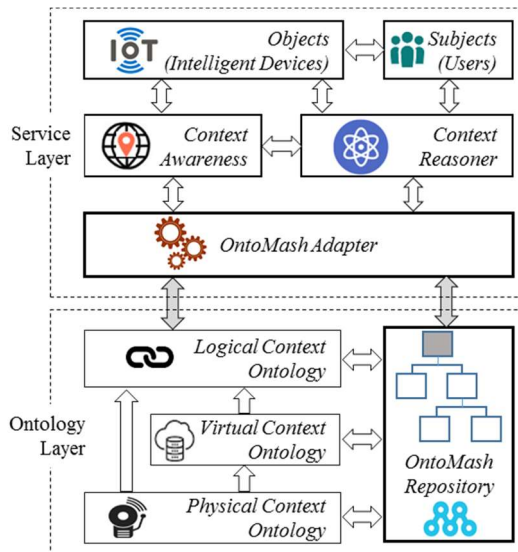 IoT
Objects
(Intelligent Devices)
Subjects
(Users)
Service
Layer
Context
Awareness
Context
Reasoner
OntoMash Adapter
Logical Context
Ontology
Ontology
Layer
Virtual Context
Ontology
Physical Context
Ontology
OntoMash
Repository